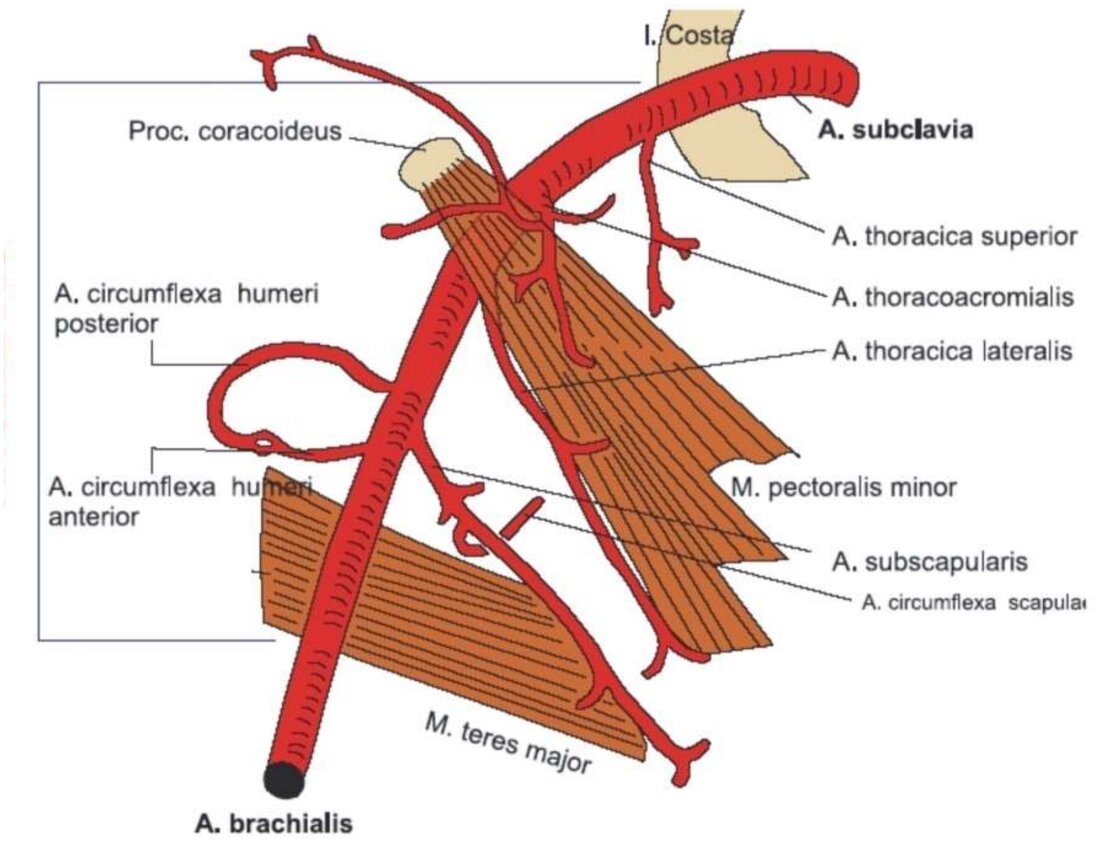 I. Costa
Proc. coracoideus
A. subclavia
A. thoracica superior
A. circumflexa humeri
posterior
A. thoracoacromialis
A. thoracica lateralis
A. circumflexa humeri
anterior
M. pectoralis minor
A. subscapularis
A. circumflexa scapulae
M. teres major
A. brachialis